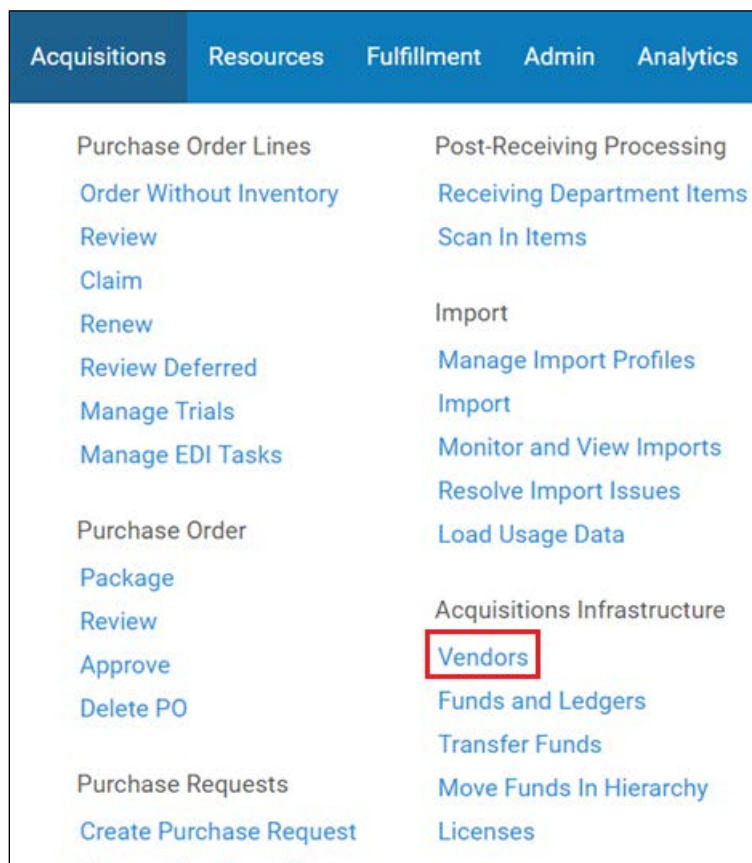 Acquisitions Resources Fulfillment Admin Analytics
Purchase Order Lines
Order Without Inventory
Review
Claim
Renew
Review Deferred
Manage Trials
Manage EDI Tasks
Purchase Order
Package
Review
Approve
Delete PO
Purchase Requests
Create Purchase Request
Post-Receiving Processing
Receiving Department Items
Scan In Items
Import
Manage Import Profiles
Import
Monitor and View Imports
Resolve Import Issues
Load Usage Data
Acquisitions Infrastructure
Vendors
Funds and Ledgers
Transfer Funds
Move Funds In Hierarchy
Licenses